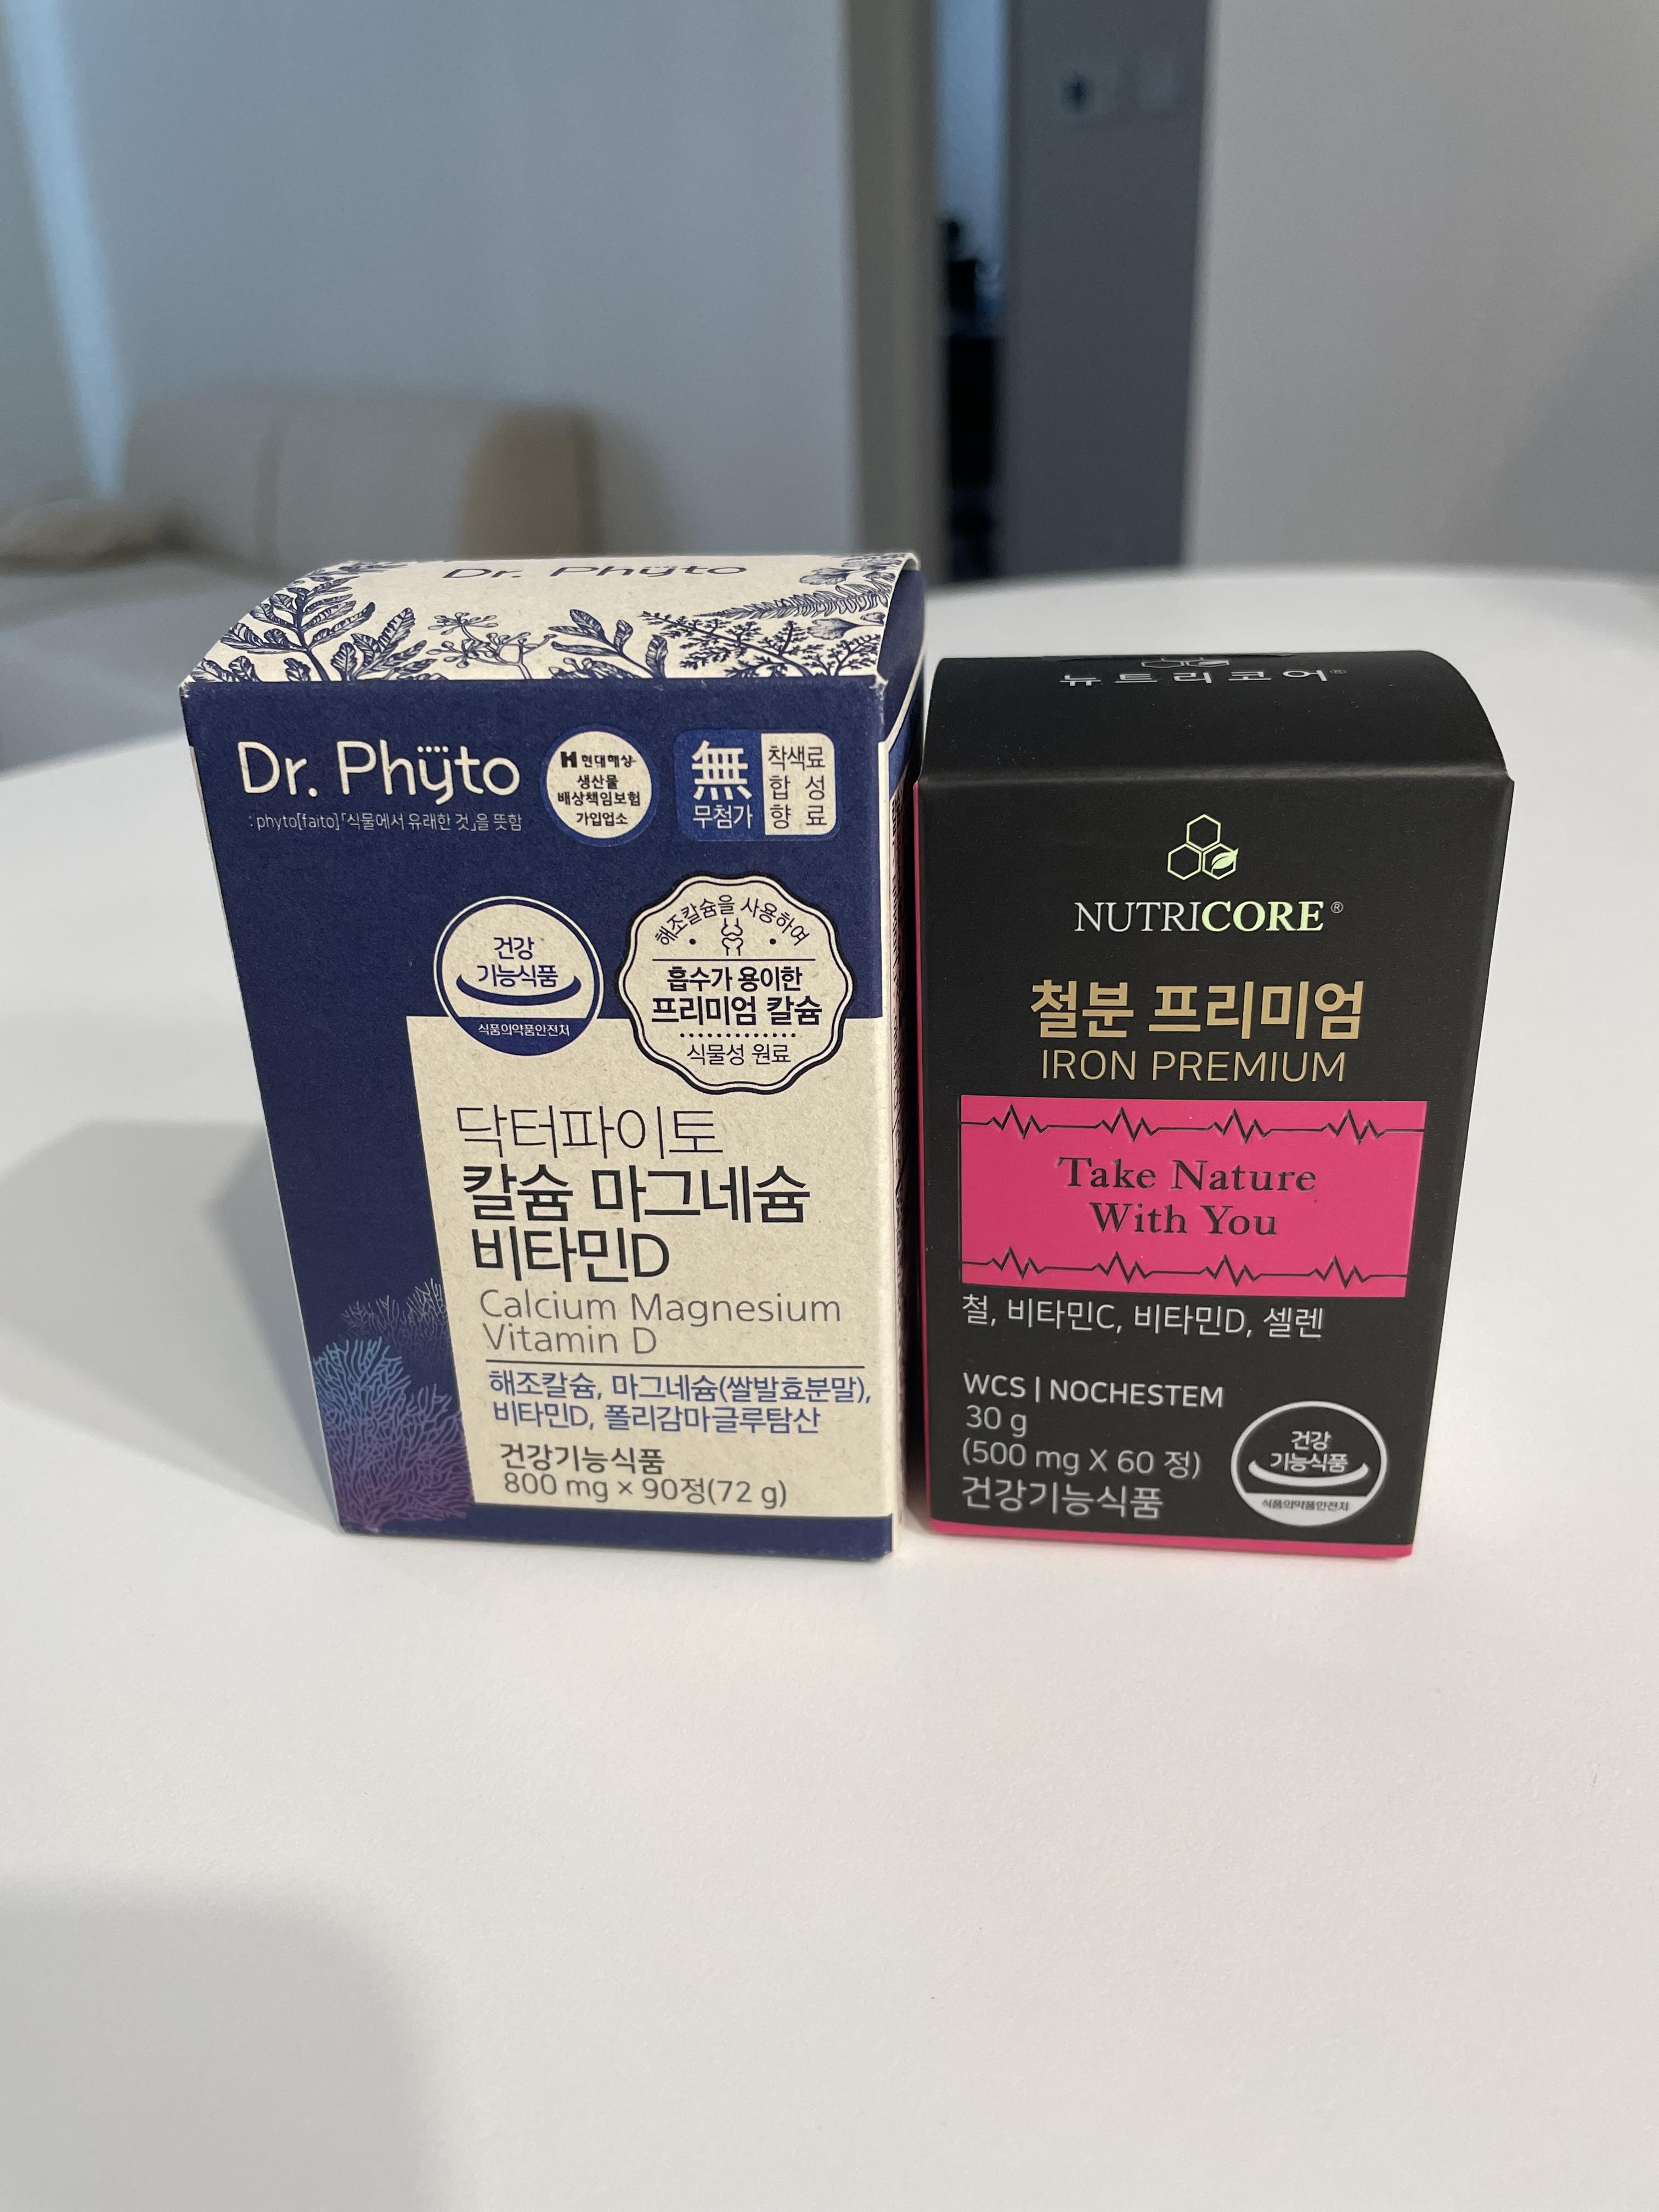 Dr. Phyto
Dr. Phyto
: phyto[faito]「식물에서 유래한 것」을 뜻함
현대해상
생산물
배상책임보험
가입업소
無
무첨가
착색료
합성
향료
건강
기능식품
식품의약품안전처
해조칼슘을 사용하여
흡수가 용이한
프리미엄 칼슘
식물성 원료
닥터파이토
칼슘 마그네슘
비타민D
Calcium Magnesium
Vitamin D
해조칼슘, 마그네슘(쌀발효분말),
비타민D, 폴리감마글루탐산
건강기능식품
800 mg × 90정(72 g)
뉴트리코어®
NUTRICORE®
철분 프리미엄
IRON PREMIUM
Take Nature
With You
철, 비타민C, 비타민D, 셀렌
WCS | NOCHESTEM
30 g
(500 mg X 60 정)
건강기능식품
건강
기능식품
식품의약품안전처